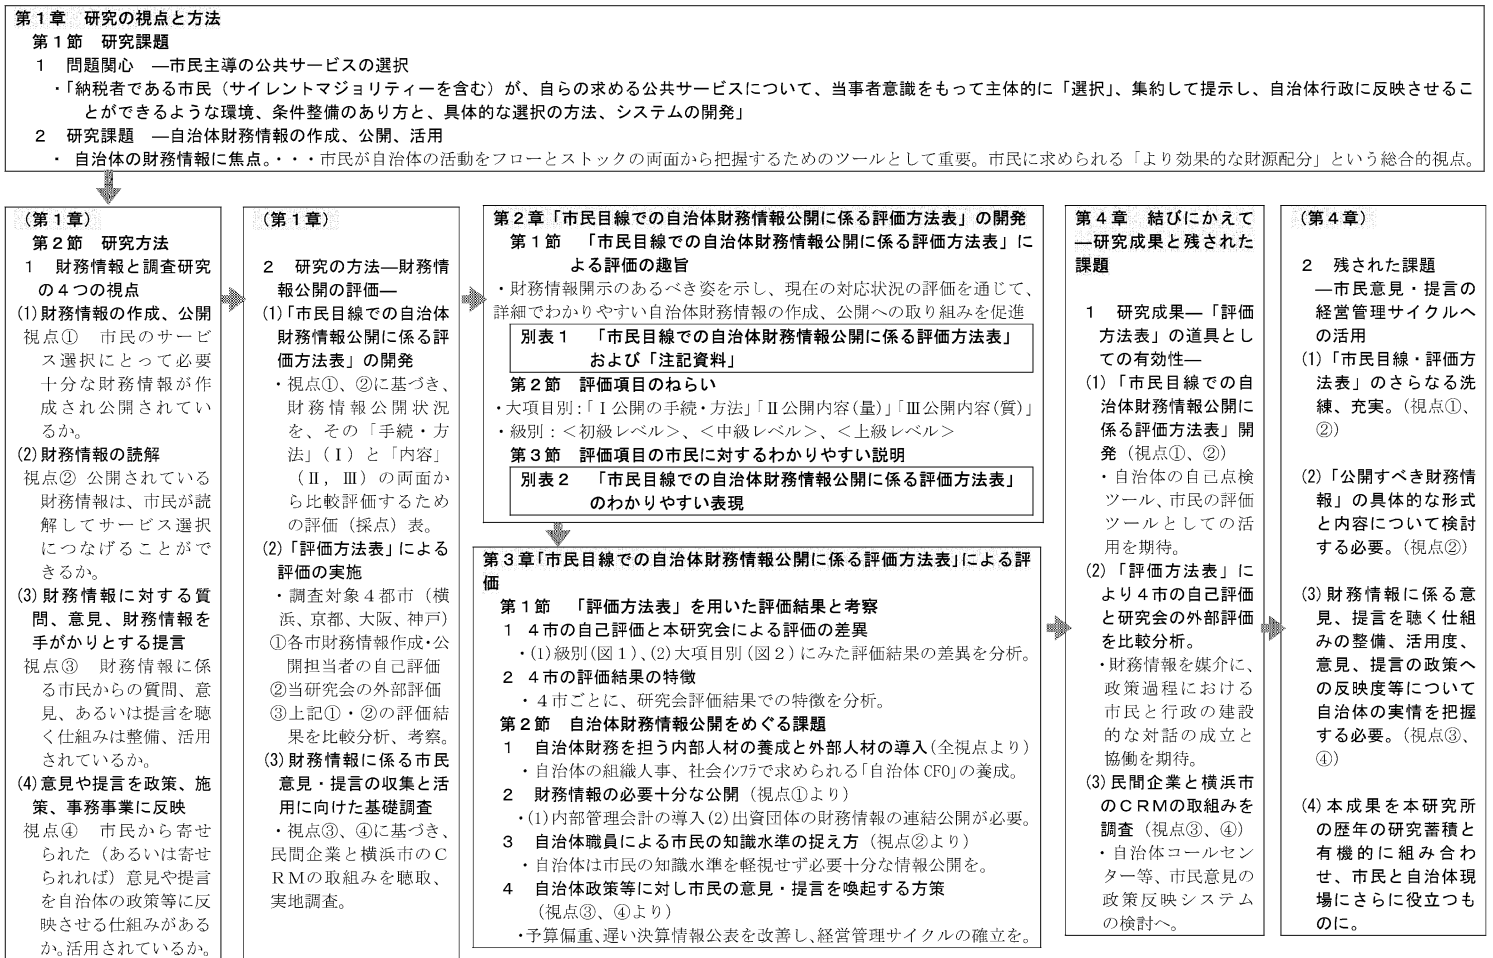 第１章　研究の視点と方法
第１節　研究課題
１　問題関心　―市民主導の公共サービスの選択
・「納税者である市民（サイレントマジョリティーを含む）が、自らの求める公共サービスについて、当事者意識をもって主体的に「選択」、集約して提示し、自治体行政に反映させるこ
とができるような環境、条件整備のあり方と、具体的な選択の方法、システムの開発」
２　研究課題　―自治体財務情報の作成、公開、活用
・ 自治体の財務情報に焦点。・・・市民が自治体の活動をフローとストックの両面から把握するためのツールとして重要。市民に求められる「より効果的な財源配分」という総合的視点。
（第１章）
第２節　研究方法
１　財務情報と調査研究
の４つの視点
(1)財務情報の作成、公開
視点①　市民のサービ
ス選択にとって必要
十分な財務情報が作
成され公開されてい
るか。
(2)財務情報の読解
視点② 公開されている
財務情報は、市民が読
解してサービス選択
につなげることがで
きるか。
(3)財務情報に対する質
問、意見、財務情報を
手がかりとする提言
視点③　財務情報に係
る市民からの質問、意
見、あるいは提言を聴
く仕組みは整備、活用
されているか。
(4)意見や提言を政策、施
策、事務事業に反映
視点④　市民から寄せ
られた（あるいは寄せ
られれば）意見や提言
を自治体の政策等に反
映させる仕組みがある
か。活用されているか。
（第１章）
２　研究の方法―財務情
報公開の評価―
(1)「市民目線での自治体
財務情報公開に係る評
価方法表」の開発
・視点①、②に基づき、
財務情報公開状況
を、その「手続・方
法」（Ⅰ）と「内容」
（Ⅱ，Ⅲ）の両面か
ら比較評価するため
の評価（採点）表。
(2)「評価方法表」による
評価の実施
・調査対象４都市（横
浜、京都、大阪、神戸）
①各市財務情報作成・公
開担当者の自己評価
②当研究会の外部評価
③上記①・②の評価結
果を比較分析、考察。
(3)財務情報に係る市民
意見・提言の収集と活
用に向けた基礎調査
・視点③、④に基づき、
民間企業と横浜市のＣ
ＲＭの取組みを聴取、
実地調査。
第２章「市民目線での自治体財務情報公開に係る評価方法表」の開発
第１節　「市民目線での自治体財務情報公開に係る評価方法表」に
よる評価の趣旨
・財務情報開示のあるべき姿を示し、現在の対応状況の評価を通じて、
詳細でわかりやすい自治体財務情報の作成、公開への取り組みを促進
別表１　「市民目線での自治体財務情報公開に係る評価方法表」
および「注記資料」
第２節　評価項目のねらい
・大項目別：「Ⅰ公開の手続・方法」「Ⅱ公開内容(量)」「Ⅲ公開内容(質)」
・級別：＜初級レベル＞、＜中級レベル＞、＜上級レベル＞
第３節　評価項目の市民に対するわかりやすい説明
別表２　「市民目線での自治体財務情報公開に係る評価方法表」
のわかりやすい表現
第３章「市民目線での自治体財務情報公開に係る評価方法表」による評
価
第１節　「評価方法表」を用いた評価結果と考察
１ ４市の自己評価と本研究会による評価の差異
・(1)級別(図１)、(2)大項目別（図２）にみた評価結果の差異を分析。
２ ４市の評価結果の特徴
・４市ごとに、研究会評価結果での特徴を分析。
第２節　自治体財務情報公開をめぐる課題
１　自治体財務を担う内部人材の養成と外部人材の導入(全視点より)
・自治体の組織人事、社会インフラで求められる「自治体 CFO」の養成。
２　財務情報の必要十分な公開（視点①より）
・(1)内部管理会計の導入(2)出資団体の財務情報の連結公開が必要。
３　自治体職員による市民の知識水準の捉え方（視点②より）
・自治体は市民の知識水準を軽視せず必要十分な情報公開を。
４　自治体政策等に対し市民の意見・提言を喚起する方策
（視点③、④より）
・予算偏重、遅い決算情報公表を改善し、経営管理サイクルの確立を。
第４章　結びにかえて
―研究成果と残された
課題
１　研究成果―「評価
方法表」の道具とし
ての有効性―
(1)「市民目線での自
治体財務情報公開に
係る評価方法表」開
発（視点①、②）
・自治体の自己点検
ツール、市民の評価
ツールとしての活
用を期待。
(2)「評価方法表」に
より４市の自己評価
と研究会の外部評価
を比較分析。
・財務情報を媒介に、
政策過程における
市民と行政の建設
的な対話の成立と
協働を期待。
(3)民間企業と横浜市
のＣＲＭの取組みを
調査（視点③、④）
・自治体コールセン
ター等、市民意見の
政策反映システム
の検討へ。
（第４章）
２　残された課題
―市民意見・提言の
経営管理サイクルへ
の活用
(1)「市民目線・評価方
法表」のさらなる洗
練、充実。（視点①、
②）
(2)「公開すべき財務情
報」の具体的な形式
と内容について検討
する必要。（視点②）
(3)財務情報に係る意
見、提言を聴く仕組
みの整備、活用度、
意見、提言の政策へ
の反映度等について
自治体の実情を把握
する必要。（視点③、
④）
(4)本成果を本研究所
の歴年の研究蓄積と
有機的に組み合わ
せ、市民と自治体現
場にさらに役立つも
のに。